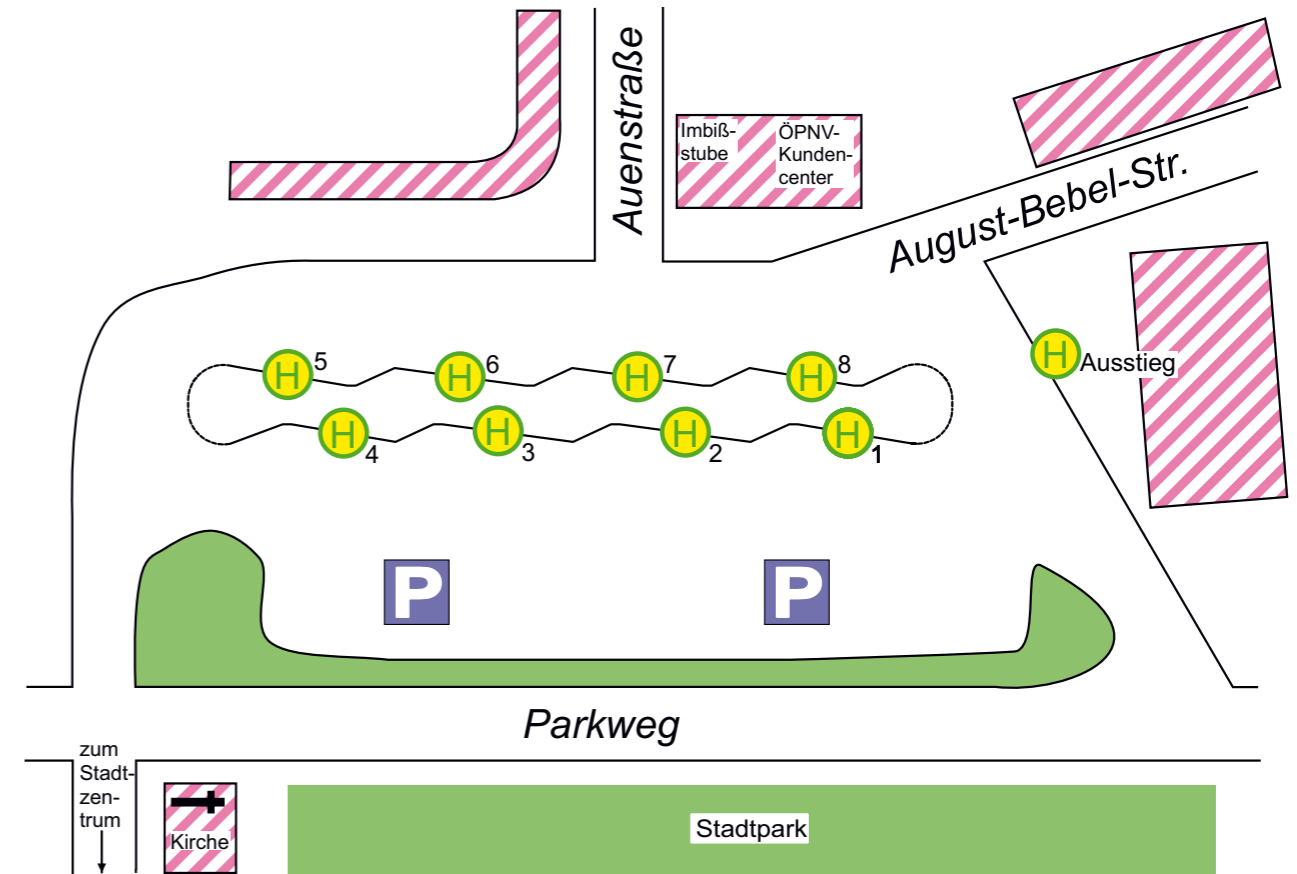 Auenstraße
Imbiß-
stube
ÖPNV-
Kunden-
center
August-Bebel-Str.
H 5
H 6
H 7
H 8
H Ausstieg
H 4
H 3
H 2
H 1
P
P
Parkweg
zum
Stadt-
zen-
trum
Kirche
Stadtpark